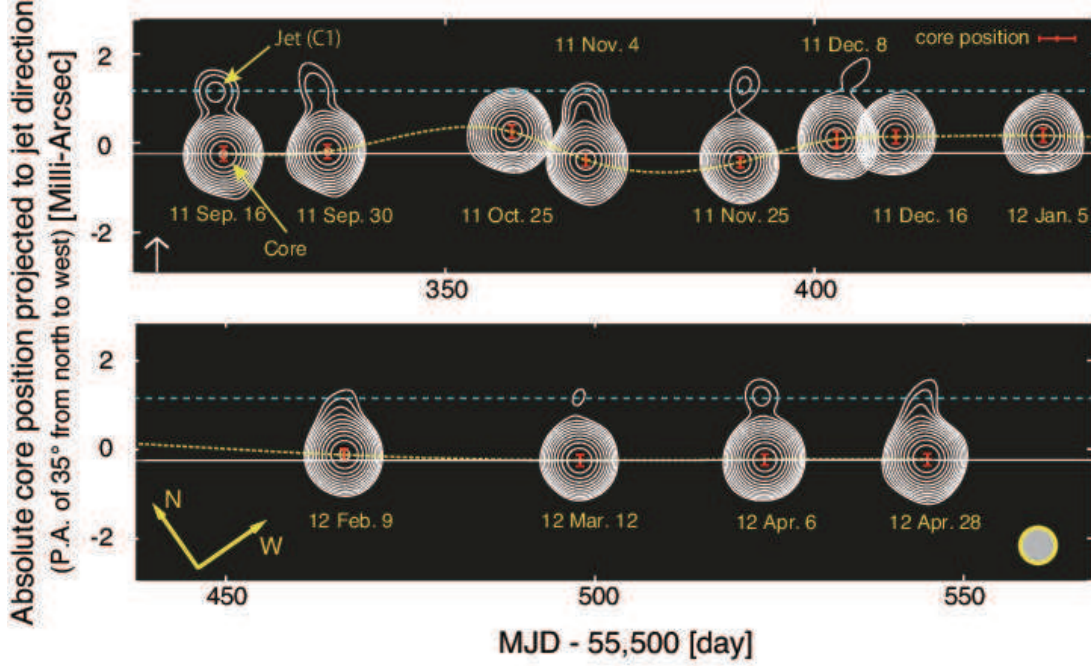 Absolute core position projected to jet direction
(P.A. of 35° from north to west) [Milli-Arcsec]
2
0
-2
Jet (C1)
11 Nov. 4
11 Dec. 8
core position
11 Sep. 16
11 Sep. 30
11 Oct. 25
11 Nov. 25
11 Dec. 16
12 Jan. 5
Core
350
400
2
0
-2
N
W
12 Feb. 9
12 Mar. 12
12 Apr. 6
12 Apr. 28
450
500
550
MJD - 55,500 [day]